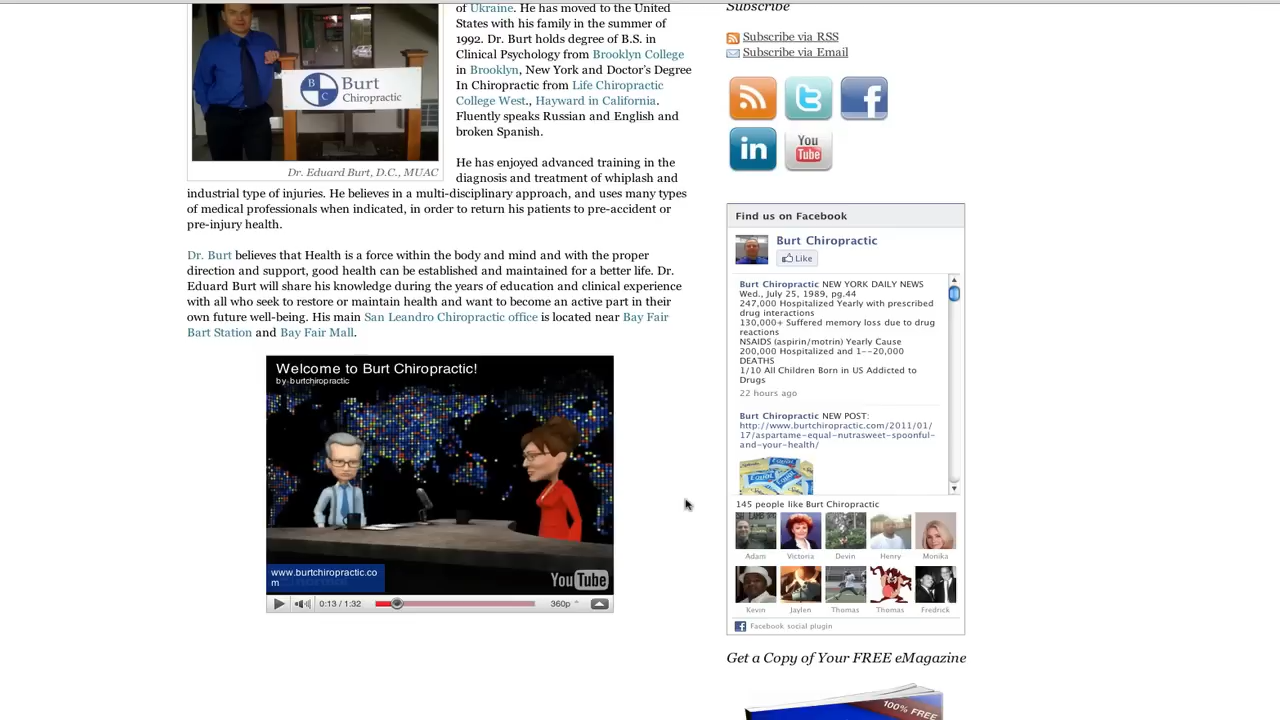 of Ukraine. He has moved to the United
States with his family in the summer of
1992. Dr. Burt holds degree of B.S. in
Clinical Psychology from Brooklyn College
in Brooklyn, New York and Doctor's Degree
In Chiropractic from Life Chiropractic
College West., Hayward in California.
Fluently speaks Russian and English and
broken Spanish.
B C Burt
Chiropractic
Dr. Eduard Burt, D.C., MUAC
He has enjoyed advanced training in the
diagnosis and treatment of whiplash and
industrial type of injuries. He believes in a multi-disciplinary approach, and uses many types
of medical professionals when indicated, in order to return his patients to pre-accident or
pre-injury health.
Dr. Burt believes that Health is a force within the body and mind and with the proper
direction and support, good health can be established and maintained for a better life. Dr.
Eduard Burt will share his knowledge during the years of education and clinical experience
with all who seek to restore or maintain health and want to become an active part in their
own future well-being. His main San Leandro Chiropractic office is located near Bay Fair
Bart Station and Bay Fair Mall.
Welcome to Burt Chiropractic!
by burtchiropractic
www.burtchiropractic.co
m
YouTube
0:13 / 1:32
360p
Subscribe
Subscribe via RSS
Subscribe via Email
t
f
in
You
Tube
Find us on Facebook
Burt Chiropractic
Like
Burt Chiropractic NEW YORK DAILY NEWS
Wed., July 25, 1989, pg.44
247,000 Hospitalized Yearly with prescribed
drug interactions
130,000+ Suffered memory loss due to drug
reactions
NSAIDS (aspirin/motrin) Yearly Cause
200,000 Hospitalized and 1--20,000
DEATHS
1/10 All Children Born in US Addicted to
Drugs
22 hours ago
Burt Chiropractic NEW POST:
http://www.burtchiropractic.com/2011/01/
17/aspartame-equal-nutrasweet-spoonful-
and-your-health/
Equal
145 people like Burt Chiropractic
Adam Victoria Devin Henry Monika
Kevin Jaylen Thomas Thomas Fredrick
f Facebook social plugin
Get a Copy of Your FREE eMagazine
100% FREE